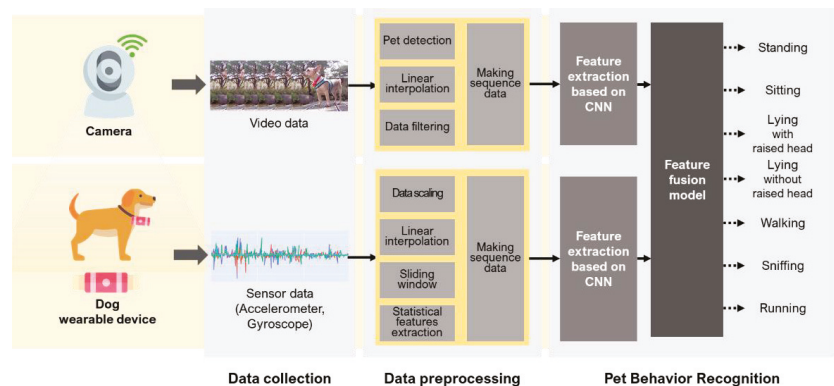 Camera
Video data
Pet detection
Linear
interpolation
Data filtering
Making
sequence
data
Feature
extraction
based on
CNN
Dog
wearable device
Sensor data
(Accelerometer,
Gyroscope)
Data scaling
Linear
interpolation
Sliding
window
Statistical
features
extraction
Making
sequence
data
Feature
extraction
based on
CNN
Feature
fusion
model
Standing
Sitting
Lying
with
raised head
Lying
without
raised head
Walking
Sniffing
Running
Data collection
Data preprocessing
Pet Behavior Recognition